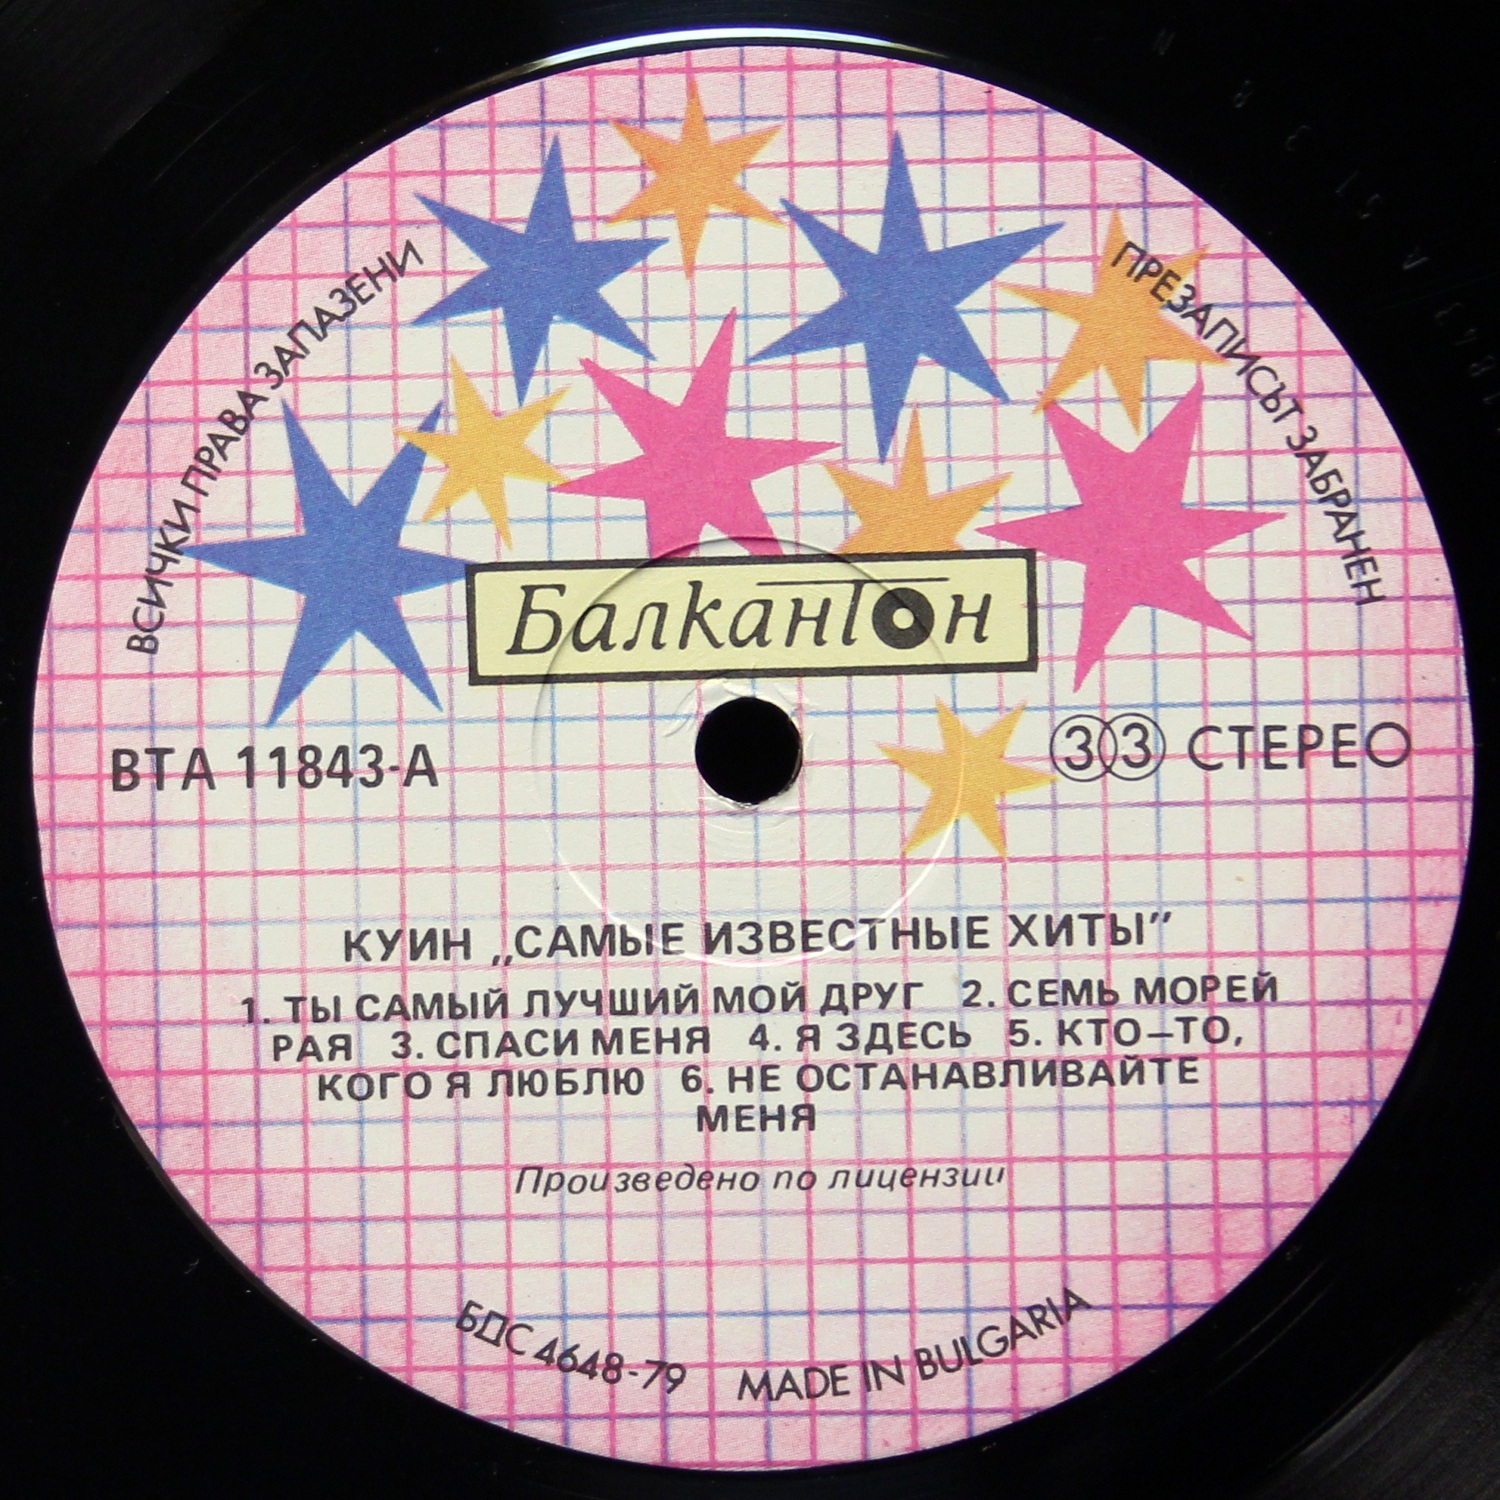 ВСИЧКИ ПРАВА ЗАПАЗЕНИ
ПРЕЗАПИСЪТ ЗАБРАНЕН
Балкантон
ВТА 11843-А
33 СТЕРЕО
КУИН „САМЫЕ ИЗВЕСТНЫЕ ХИТЫ”
1. ТЫ САМЫЙ ЛУЧШИЙ МОЙ ДРУГ 2. СЕМЬ МОРЕЙ
РАЯ 3. СПАСИ МЕНЯ 4. Я ЗДЕСЬ 5. КТО–ТО,
КОГО Я ЛЮБЛЮ 6. НЕ ОСТАНАВЛИВАЙТЕ
МЕНЯ
Произведено по лицензии
БДС 4648-79 MADE IN BULGARIA